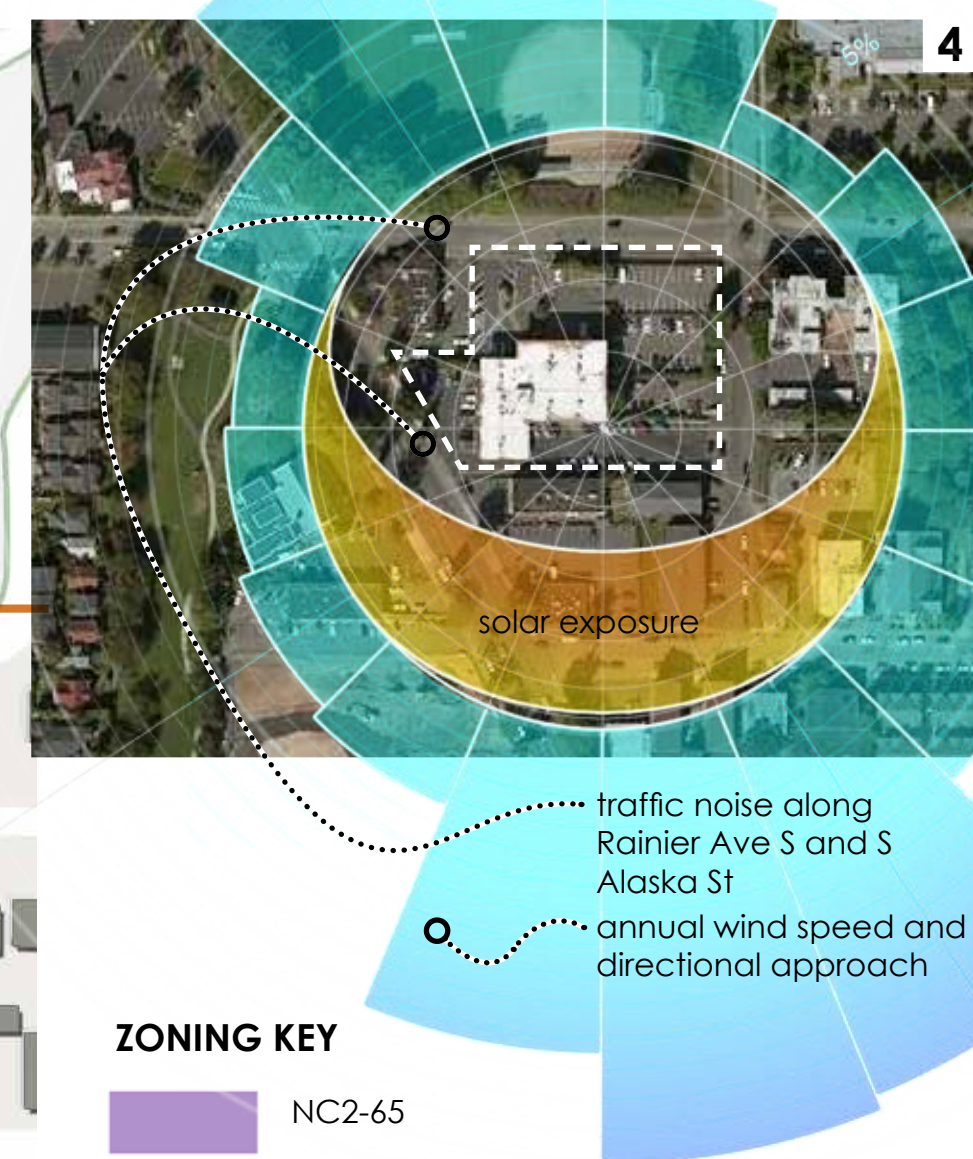 4
5%
solar exposure
traffic noise along
Rainier Ave S and S
Alaska St
annual wind speed and
directional approach
ZONING KEY
NC2-65